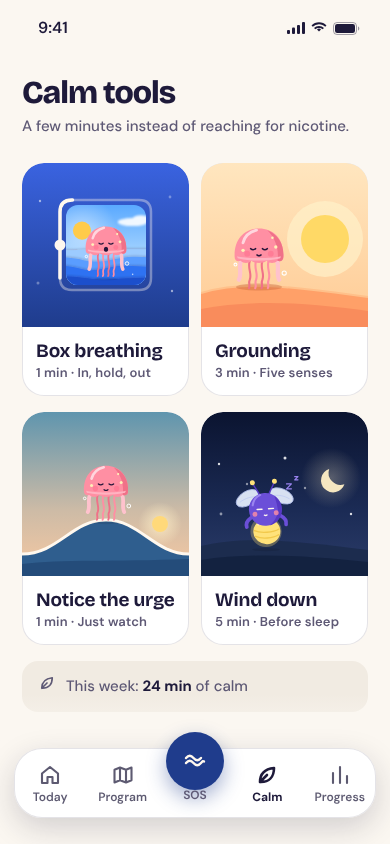 9:41
Calm tools
A few minutes instead of reaching for nicotine.
Box breathing
1 min · In, hold, out
Grounding
3 min · Five senses
z z
Notice the urge
1 min · Just watch
Wind down
5 min · Before sleep
This week: 24 min of calm
Today
Program
SOS
Calm
Progress